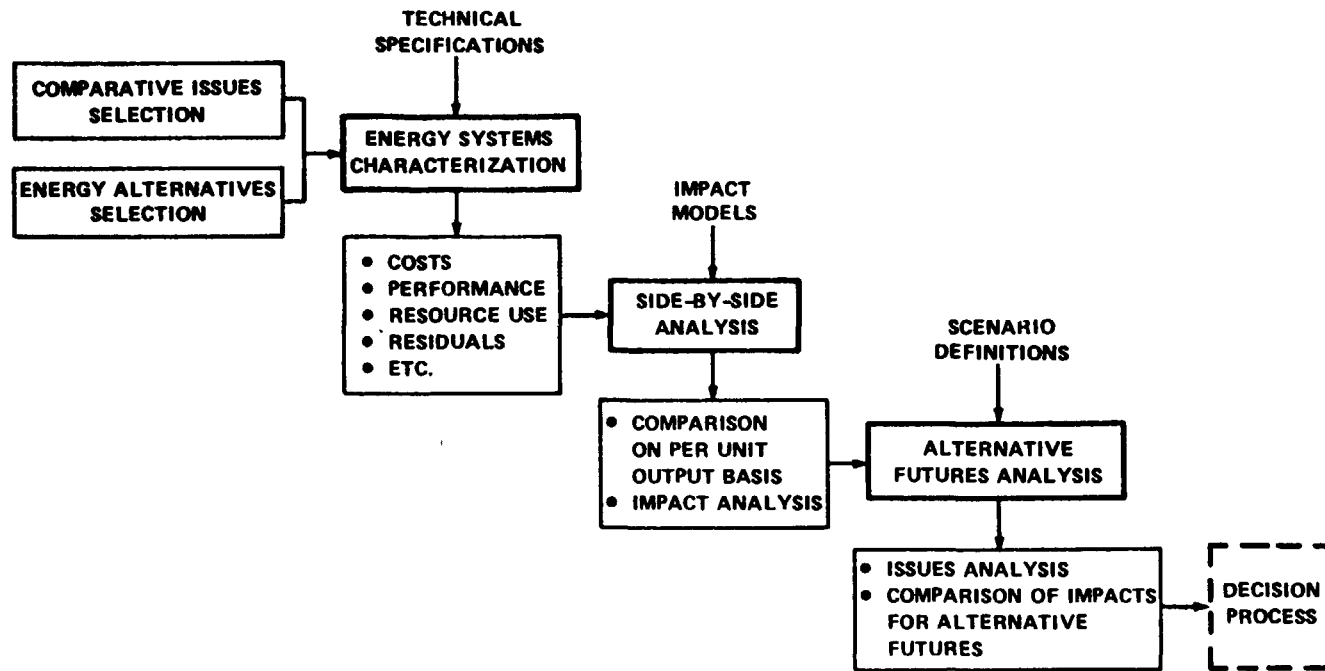 TECHNICAL
SPECIFICATIONS
COMPARATIVE ISSUES
SELECTION
ENERGY ALTERNATIVES
SELECTION
ENERGY SYSTEMS
CHARACTERIZATION
• COSTS
• PERFORMANCE
• RESOURCE USE
• RESIDUALS
• ETC.
IMPACT
MODELS
SIDE-BY-SIDE
ANALYSIS
• COMPARISON
ON PER UNIT
OUTPUT BASIS
• IMPACT ANALYSIS
SCENARIO
DEFINITIONS
ALTERNATIVE
FUTURES ANALYSIS
• ISSUES ANALYSIS
• COMPARISON OF IMPACTS
FOR ALTERNATIVE
FUTURES
DECISION
PROCESS